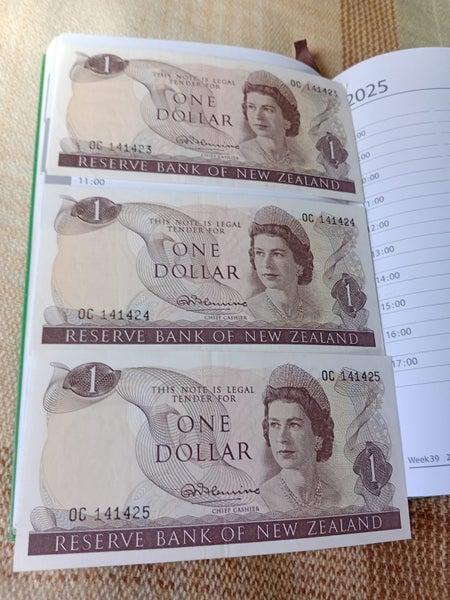 1
THIS NOTE IS LEGAL
TENDER FOR
0C 141423
ONE
DOLLAR
0C 141423
CHIEF CASHIER
1
RESERVE BANK OF NEW ZEALAND
11:00
1
THIS NOTE IS LEGAL
TENDER FOR
0C 141424
ONE
DOLLAR
0C 141424
CHIEF CASHIER
1
RESERVE BANK OF NEW ZEALAND
1
THIS NOTE IS LEGAL
TENDER FOR
0C 141425
ONE
DOLLAR
0C 141425
CHIEF CASHIER
1
RESERVE BANK OF NEW ZEALAND
2025
14:00
15:00
16:00
17:00
Week39